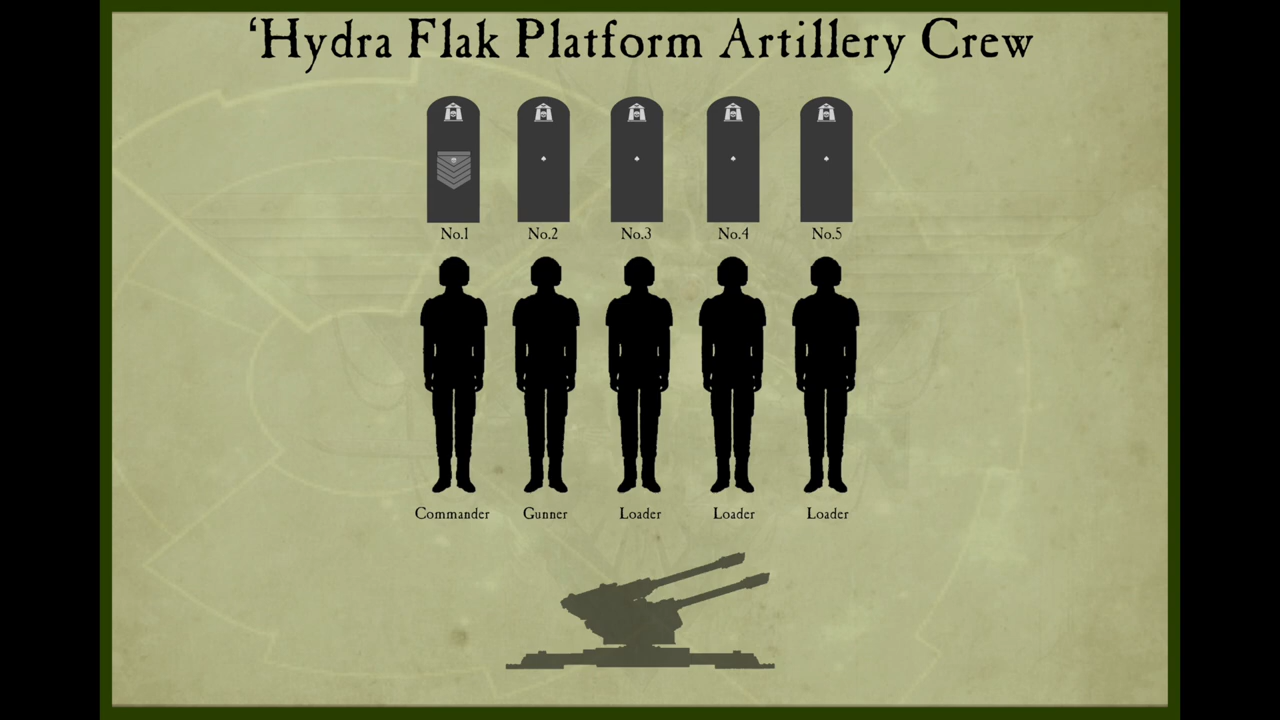 ‘Hydra Flak Platform Artillery Crew
No.1 No.2 No.3 No.4 No.5
Commander Gunner Loader Loader Loader